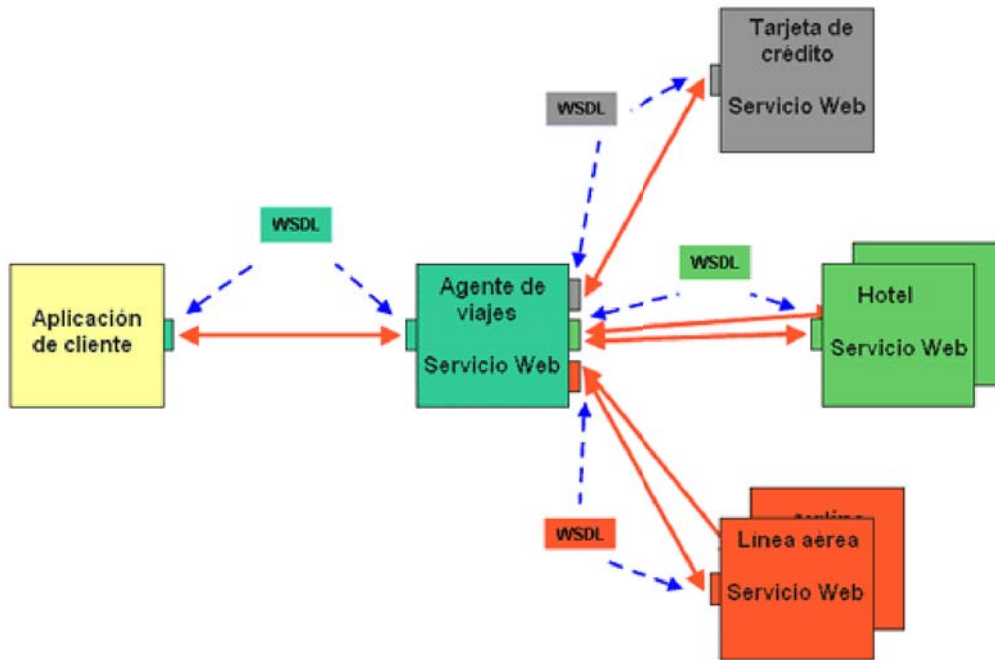 Tarjeta de
crédito
Servicio Web
WSDL
WSDL
WSDL
Aplicación
de cliente
Agente de
viajes
Servicio Web
Hotel
Servicio Web
WSDL
Línea aérea
Servicio Web